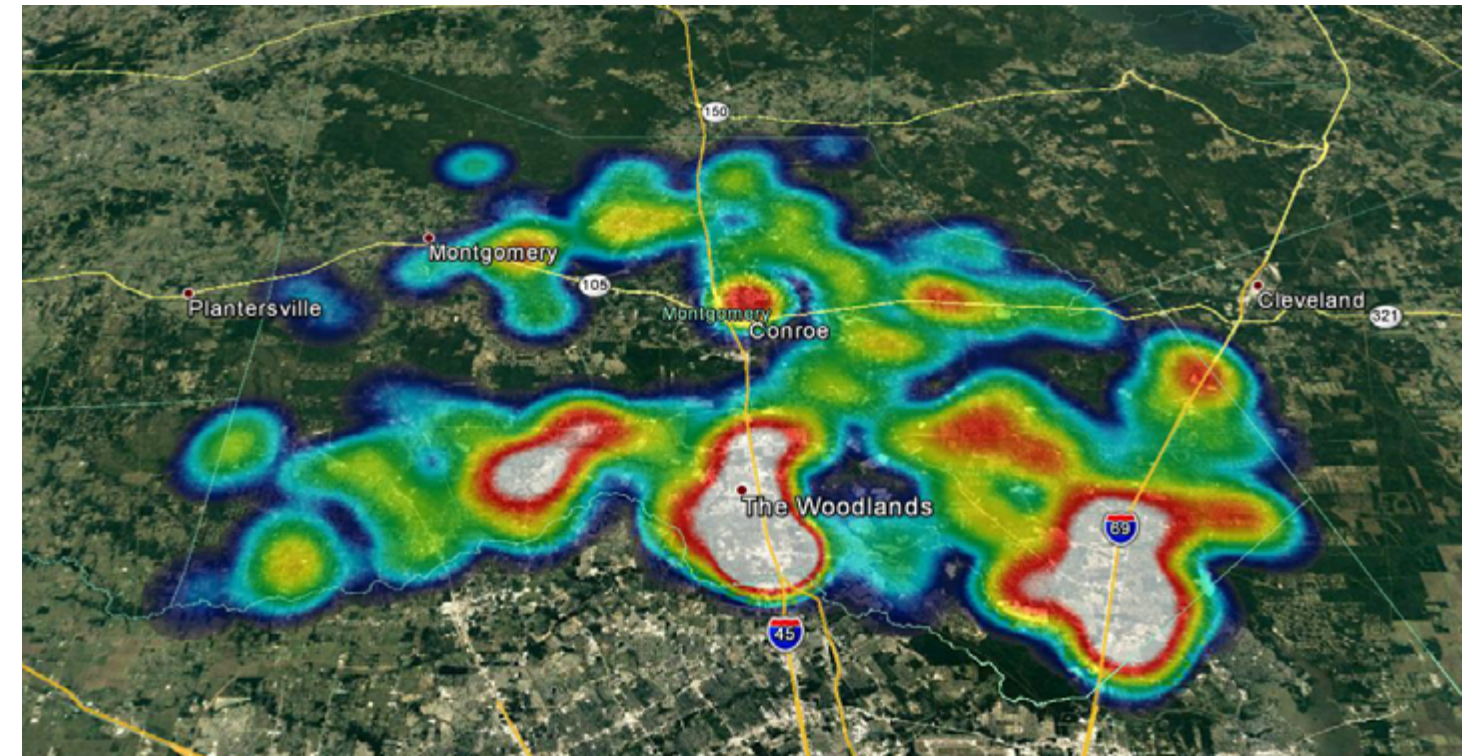 150
Montgomery
105
Plantersville
Cleveland
Montgomery
321
Conroe
The Woodlands
69
45